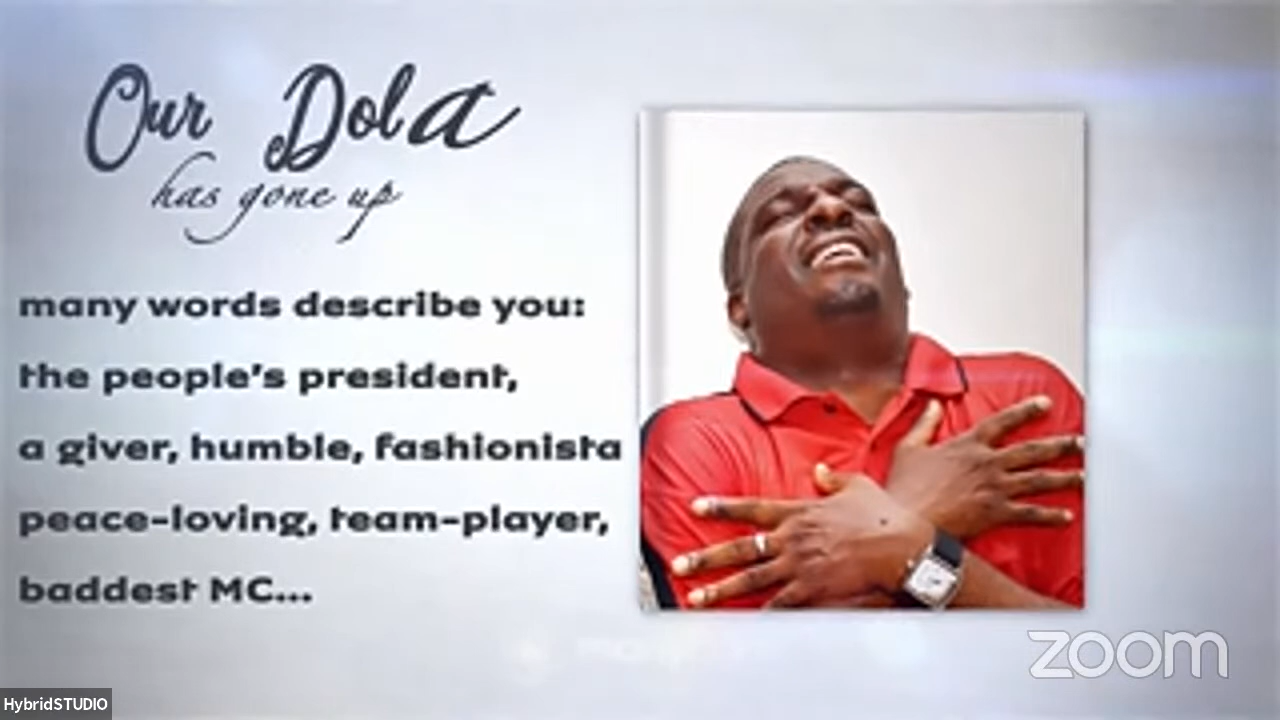 Our Dola
has gone up
many words describe you:
the people's president,
a giver, humble, fashionista
peace-loving, team-player,
baddest MC...
zoom
HybridSTUDIO